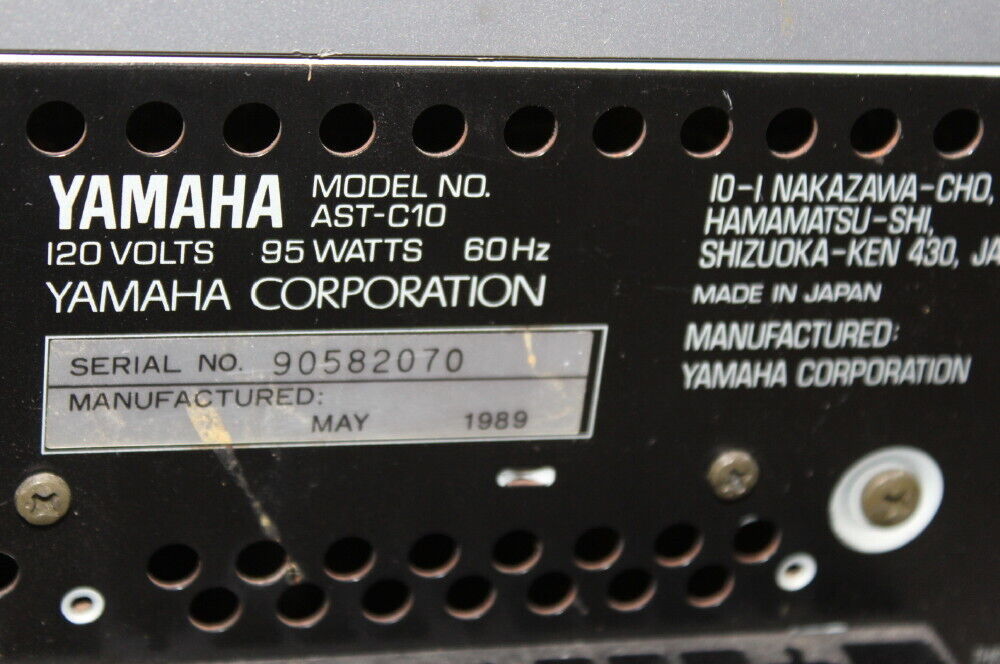 YAMAHA MODEL NO.
AST-C10
120 VOLTS 95 WATTS 60 Hz
YAMAHA CORPORATION
SERIAL NO. 90582070
MANUFACTURED:
MAY 1989
10-1 NAKAZAWA-CHO,
HAMAMATSU-SHI,
SHIZUOKA-KEN 430, JA
MADE IN JAPAN
MANUFACTURED:
YAMAHA CORPORATION